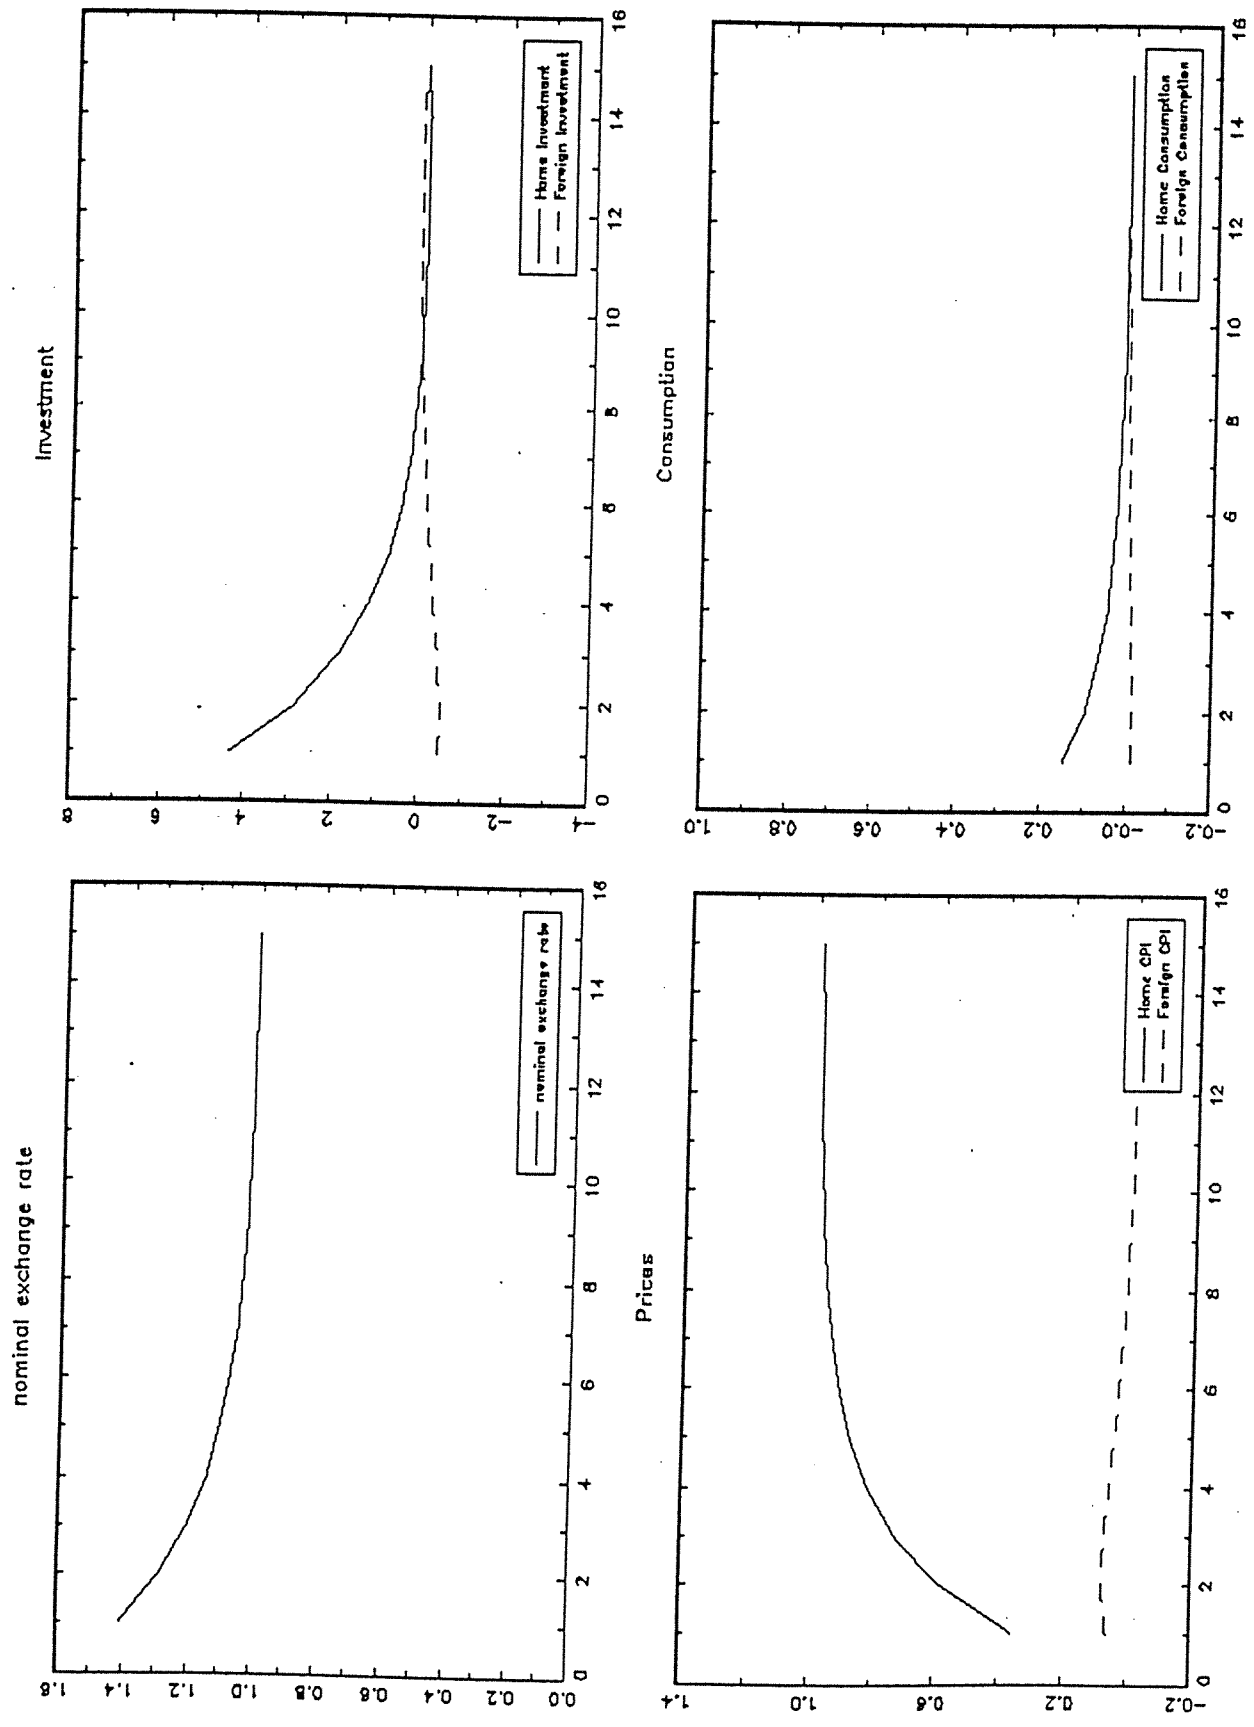 nominal exchange rate
1.6
1.4
1.2
1.0
0.8
0.6
0.4
0.2
0.0
0 2 4 6 8 10 12 14 16
nominal exchange rate
Investment
8
6
4
2
0
−2
−4
0 2 4 6 8 10 12 14 16
Home Investment
Foreign Investment
Prices
1.4
1.0
0.6
0.2
−0.2
0 2 4 6 8 10 12 14 16
Home CPI
Foreign CPI
Consumption
1.0
0.8
0.6
0.4
0.2
−0.0
−0.2
0 2 4 6 8 10 12 14 16
Home Consumption
Foreign Consumption